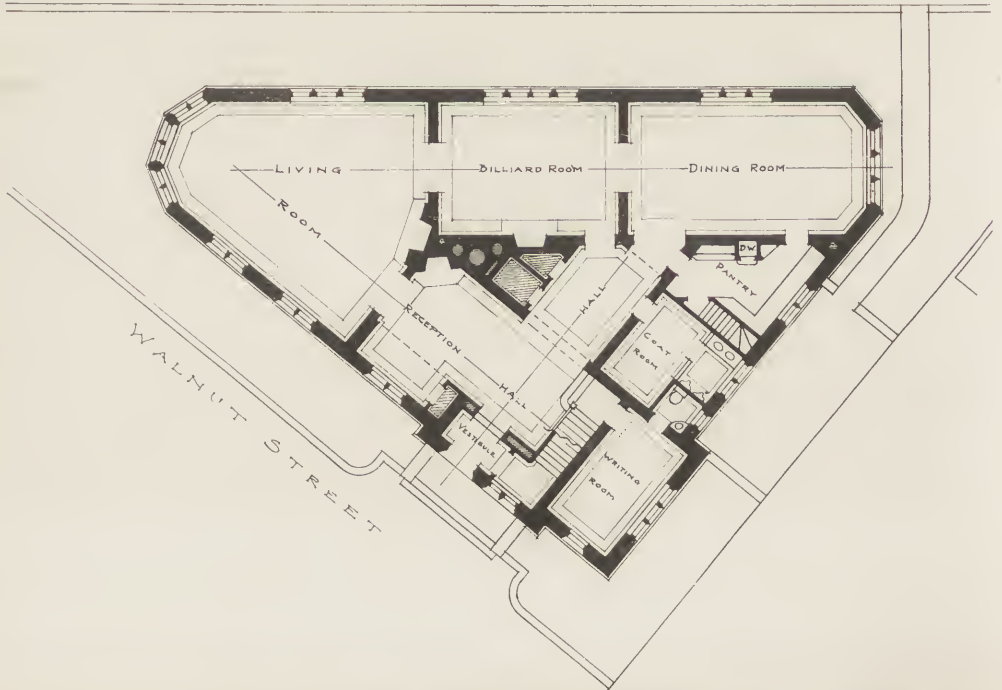 LIVING
ROOM
BILLIARD ROOM
DINING ROOM
DW
PANTRY
HALL
RECEPTION
HALL
COAT
ROOM
VESTIBULE
WRITING
ROOM
WALNUT STREET